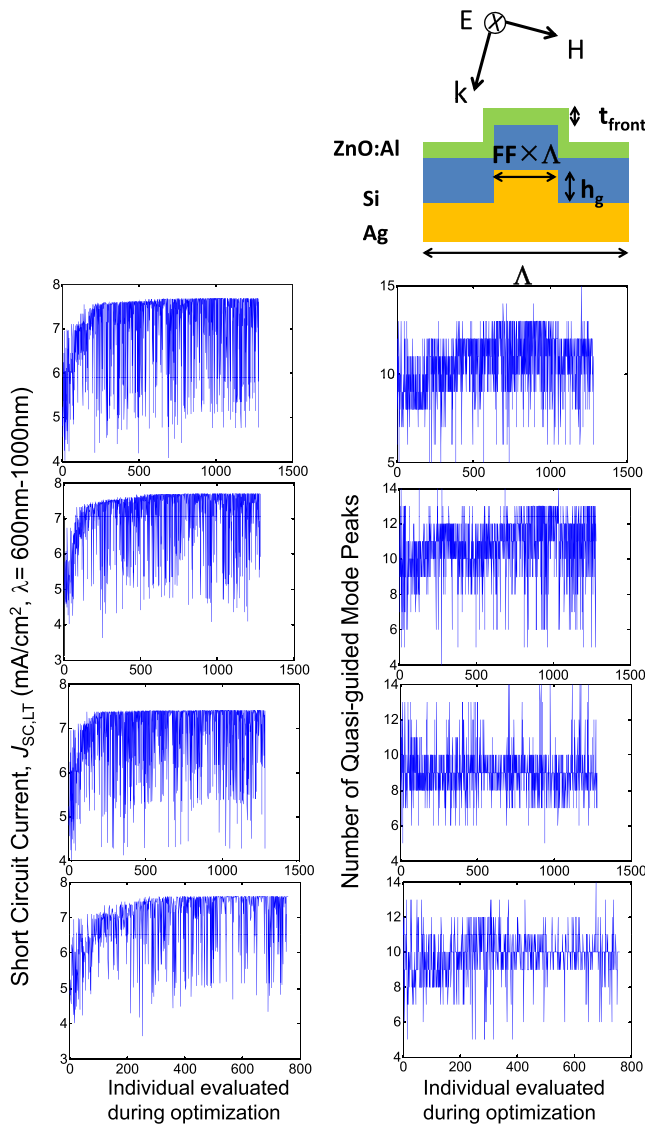 E
X
H
k
t_front
ZnO:Al
FF × Λ
h_g
Si
Ag
Λ
Short Circuit Current, J_SC,LT (mA/cm², λ= 600nm-1000nm)
8
7
6
5
4
0 500 1000 1500
8
7
6
5
4
3
0 500 1000 1500
8
7
6
5
4
0 500 1000 1500
8
7
6
5
4
3
0 200 400 600 800
Individual evaluated
during optimization
Number of Quasi-guided Mode Peaks
15
10
5
0 500 1000 1500
14
12
10
8
6
4
0 500 1000 1500
14
12
10
8
6
4
0 500 1000 1500
14
12
10
8
6
4
0 200 400 600 800
Individual evaluated
during optimization